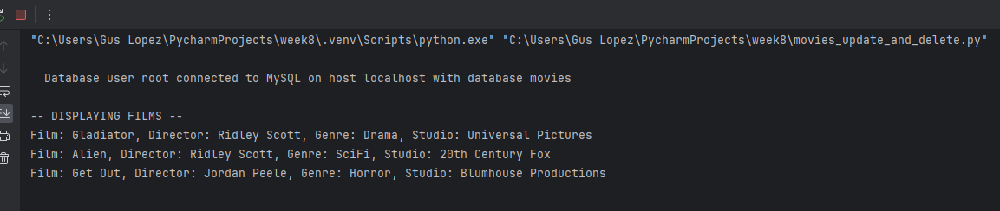 "C:\Users\Gus Lopez\PycharmProjects\week8\.venv\Scripts\python.exe" "C:\Users\Gus Lopez\PycharmProjects\week8\movies_update_and_delete.py"
Database user root connected to MySQL on host localhost with database movies
-- DISPLAYING FILMS --
Film: Gladiator, Director: Ridley Scott, Genre: Drama, Studio: Universal Pictures
Film: Alien, Director: Ridley Scott, Genre: SciFi, Studio: 20th Century Fox
Film: Get Out, Director: Jordan Peele, Genre: Horror, Studio: Blumhouse Productions